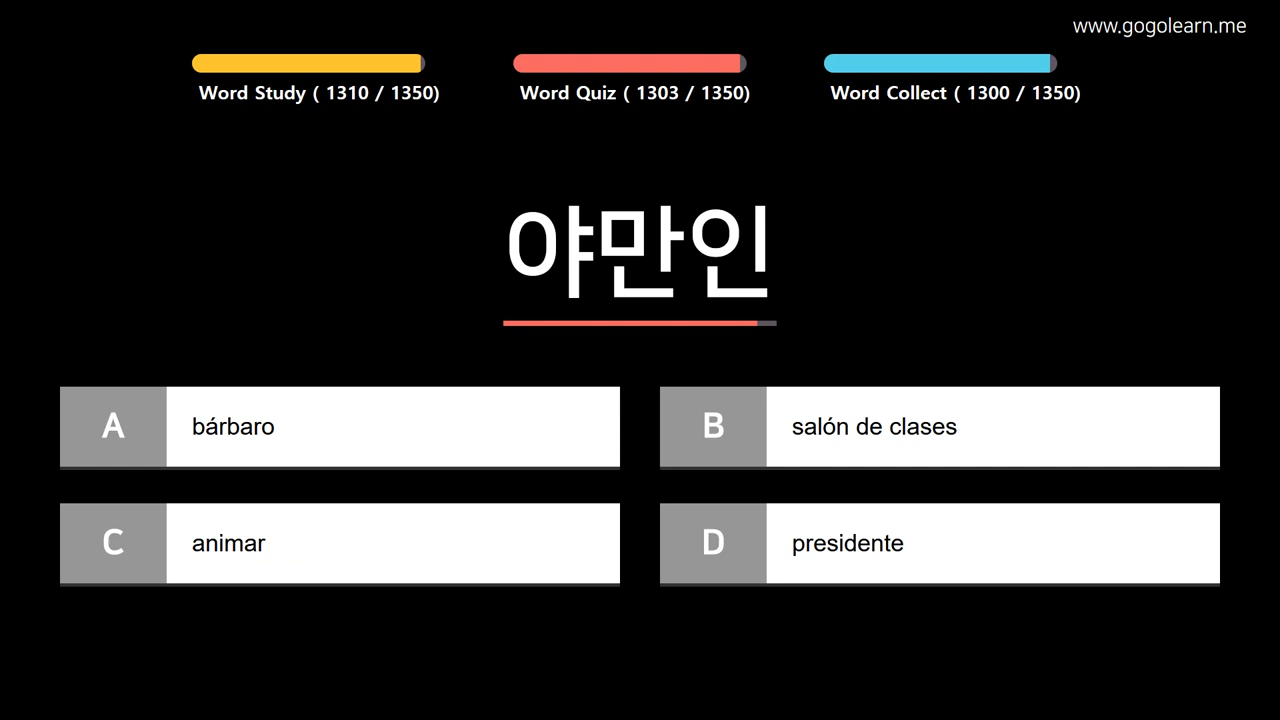 www.gogolearn.me
Word Study ( 1310 / 1350)
Word Quiz ( 1303 / 1350)
Word Collect ( 1300 / 1350)
야만인
A bárbaro
B salón de clases
C animar
D presidente